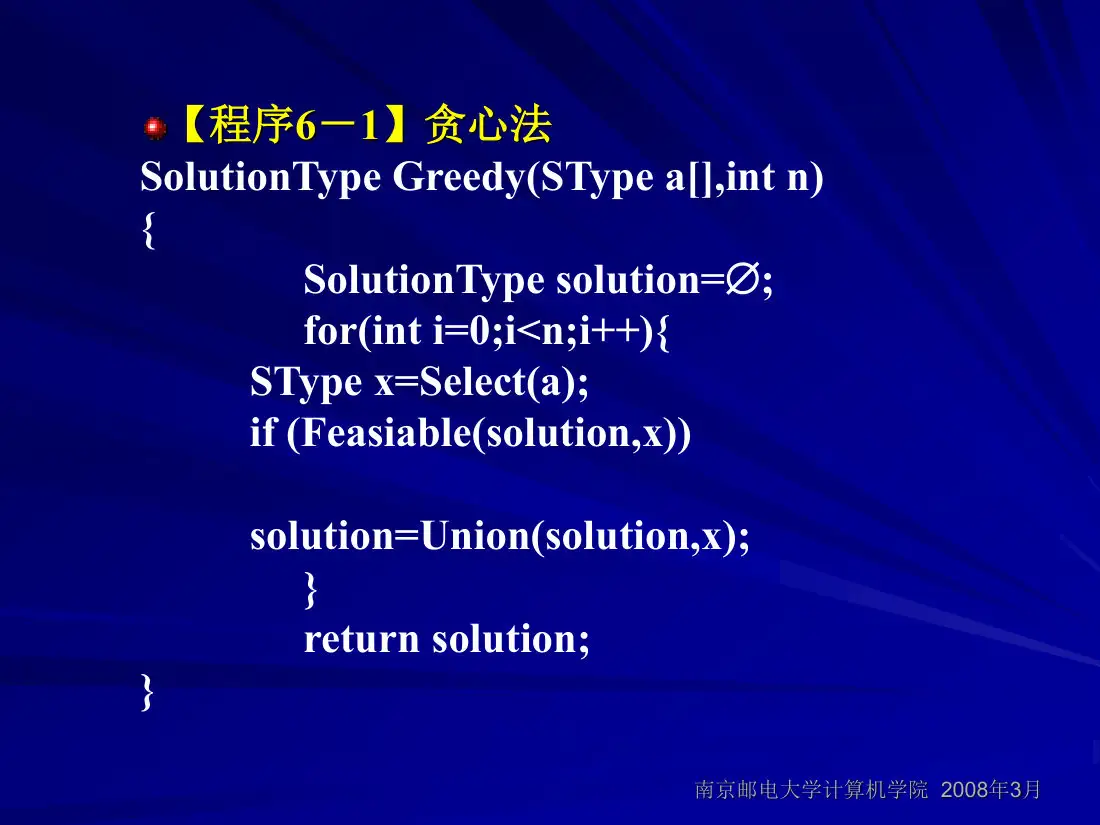 【程序6－1】贪心法
SolutionType Greedy(SType a[],int n)
{
SolutionType solution=∅;
for(int i=0;i<n;i++){
SType x=Select(a);
if (Feasiable(solution,x))
solution=Union(solution,x);
}
return solution;
}
南京邮电大学计算机学院 2008年3月